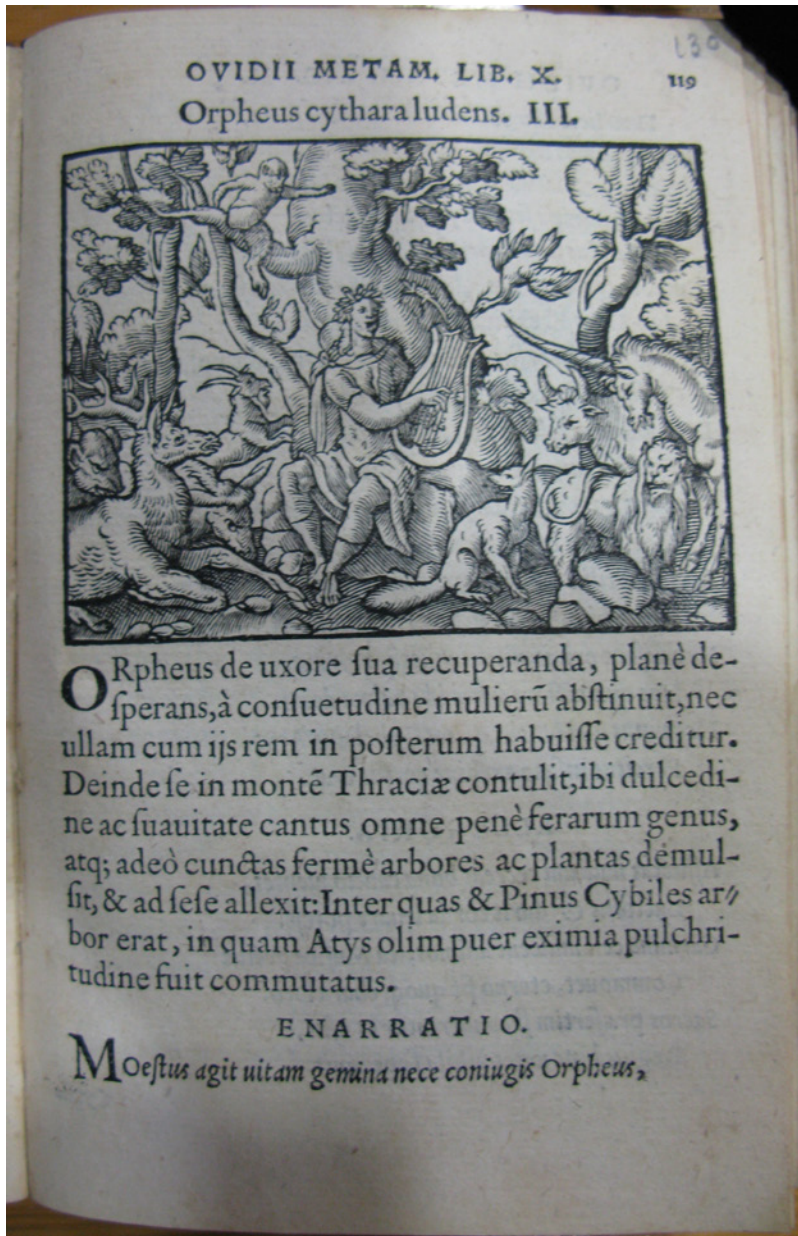 130
OVIDII METAM. LIB. X. 119
Orpheus cythara ludens. III.
ORpheus de uxore ſua recuperanda, planè de-
ſperans, à conſuetudine mulierū abſtinuit, nec
ullam cum ijs rem in poſterum habuiſſe creditur.
Deinde ſe in montē Thraciæ contulit, ibi dulcedi-
ne ac ſuauitate cantus omne penè ferarum genus,
atq; adeò cunctas fermè arbores ac plantas demul-
ſit, & ad ſeſe allexit: Inter quas & Pinus Cybiles ar⸗
bor erat, in quam Atys olim puer eximia pulchri-
tudine fuit commutatus.
ENARRATIO.
MOeſtus agit uitam gemina nece coniugis Orpheus,